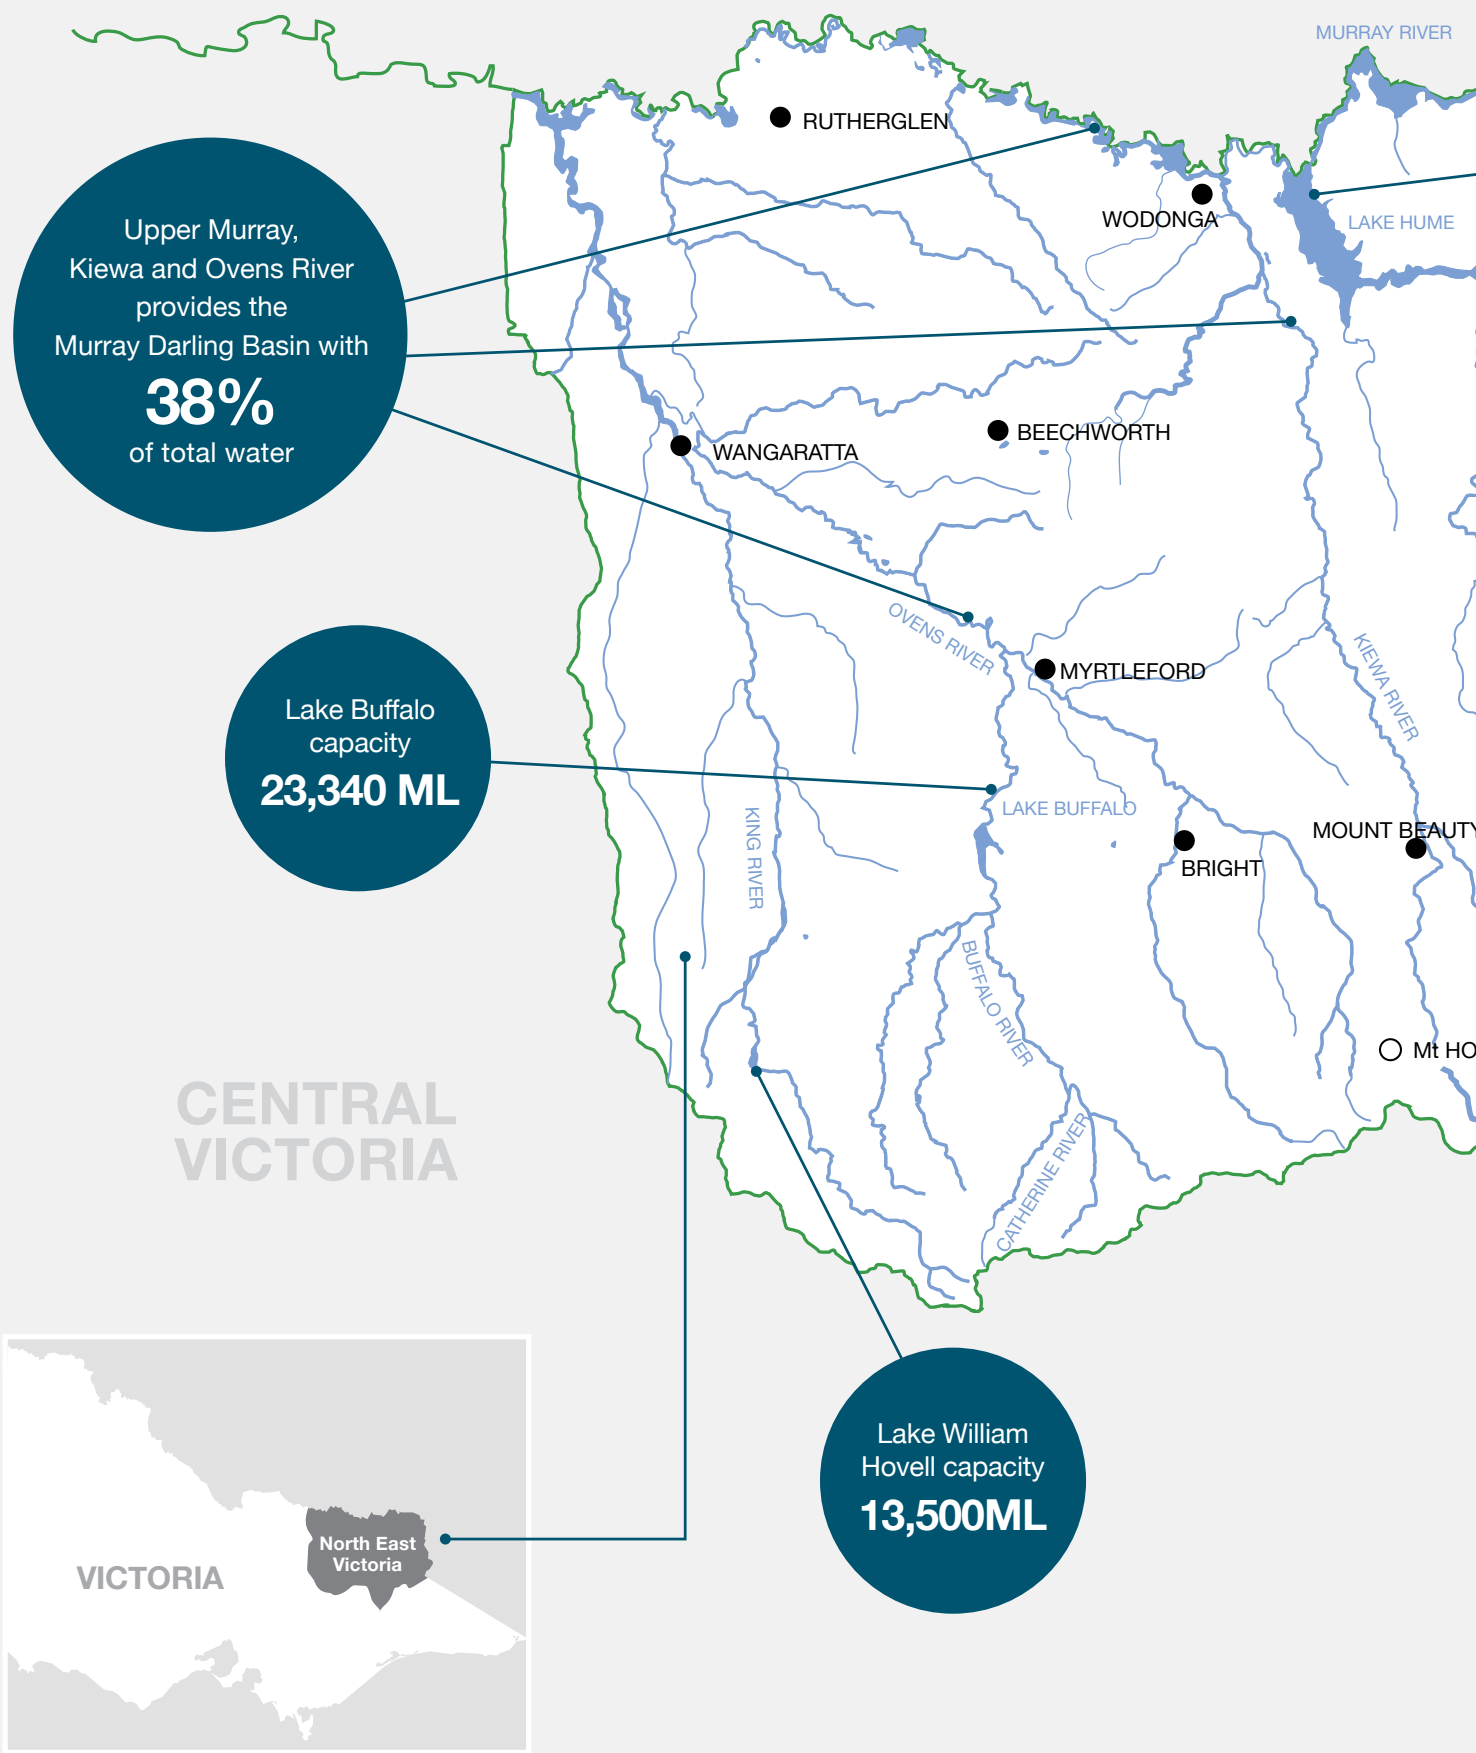 MURRAY RIVER
RUTHERGLEN
WODONGA
LAKE HUME
Upper Murray,
Kiewa and Ovens River
provides the
Murray Darling Basin with
38%
of total water
WANGARATTA
BEECHWORTH
OVENS RIVER
MYRTLEFORD
KIEWA RIVER
Lake Buffalo
capacity
23,340 ML
LAKE BUFFALO
KING RIVER
MOUNT BEAUTY
BRIGHT
BUFFALO RIVER
Mt HO
CENTRAL
VICTORIA
CATHERINE RIVER
Lake William
Hovell capacity
13,500ML
North East
Victoria
VICTORIA